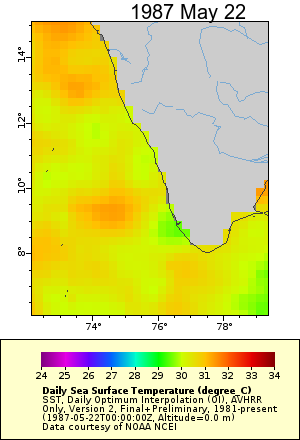 1987 May 22
14°
12°
10°
8°
74°
76°
78°
24 25 26 27 28 29 30 31 32 33 34
Daily Sea Surface Temperature (degree_C)
SST, Daily Optimum Interpolation (OI), AVHRR
Only, Version 2, Final+Preliminary, 1981-present
(1987-05-22T00:00:00Z, Altitude=0.0 m)
Data courtesy of NOAA NCEI